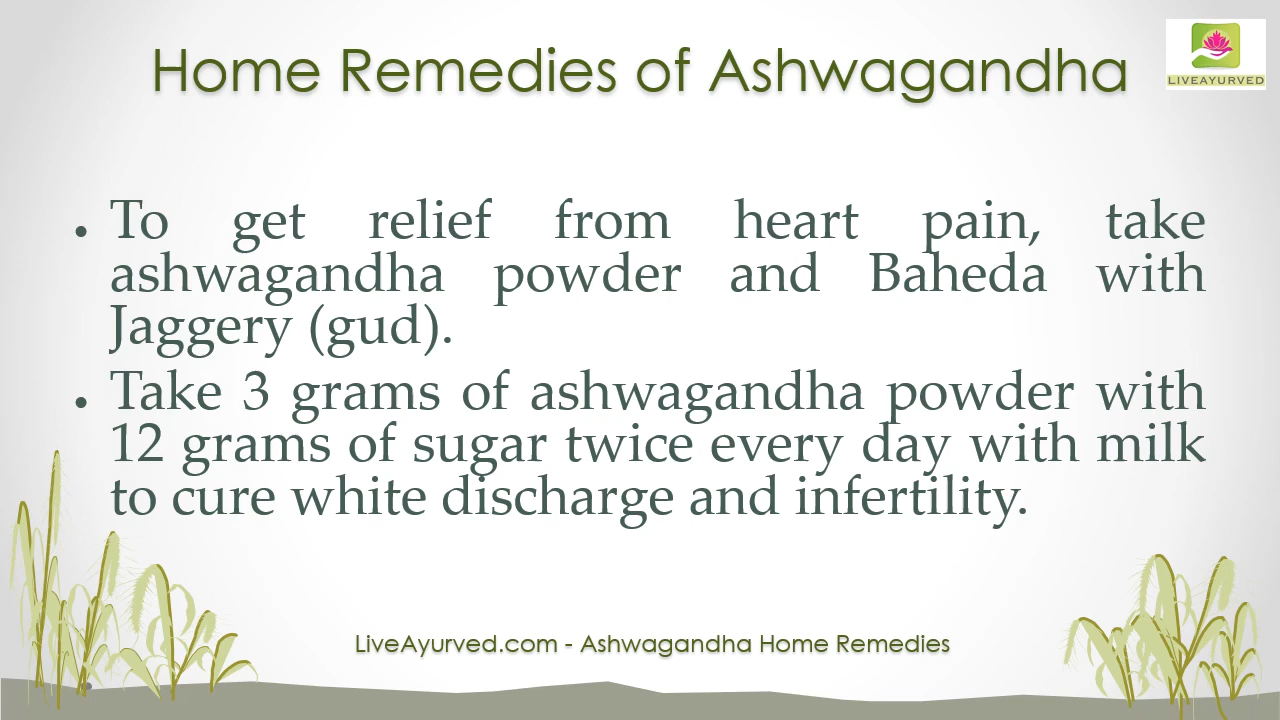 Home Remedies of Ashwagandha
LIVEAYURVED
• To get relief from heart pain, take
ashwagandha powder and Baheda with
Jaggery (gud).
• Take 3 grams of ashwagandha powder with
12 grams of sugar twice every day with milk
to cure white discharge and infertility.
LiveAyurved.com - Ashwagandha Home Remedies